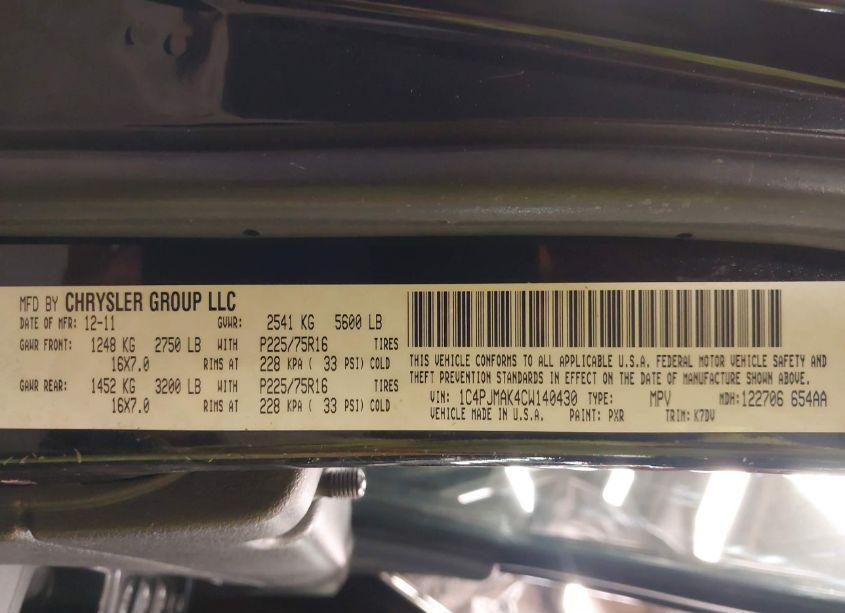 MFD BY CHRYSLER GROUP LLC
DATE OF MFR: 12-11 GVWR: 2541 KG 5600 LB
GAWR FRONT: 1248 KG 2750 LB WITH P225/75R16 TIRES
16X7.0 RIMS AT 228 KPA ( 33 PSI) COLD
GAWR REAR: 1452 KG 3200 LB WITH P225/75R16 TIRES
16X7.0 RIMS AT 228 KPA ( 33 PSI) COLD
THIS VEHICLE CONFORMS TO ALL APPLICABLE U.S.A. FEDERAL MOTOR VEHICLE SAFETY AND
THEFT PREVENTION STANDARDS IN EFFECT ON THE DATE OF MANUFACTURE SHOWN ABOVE.
VIN: 1C4PJMAK4CW140430 TYPE: MPV MDH: 122706 654AA
VEHICLE MADE IN U.S.A. PAINT: PXR TRIM: K7DV